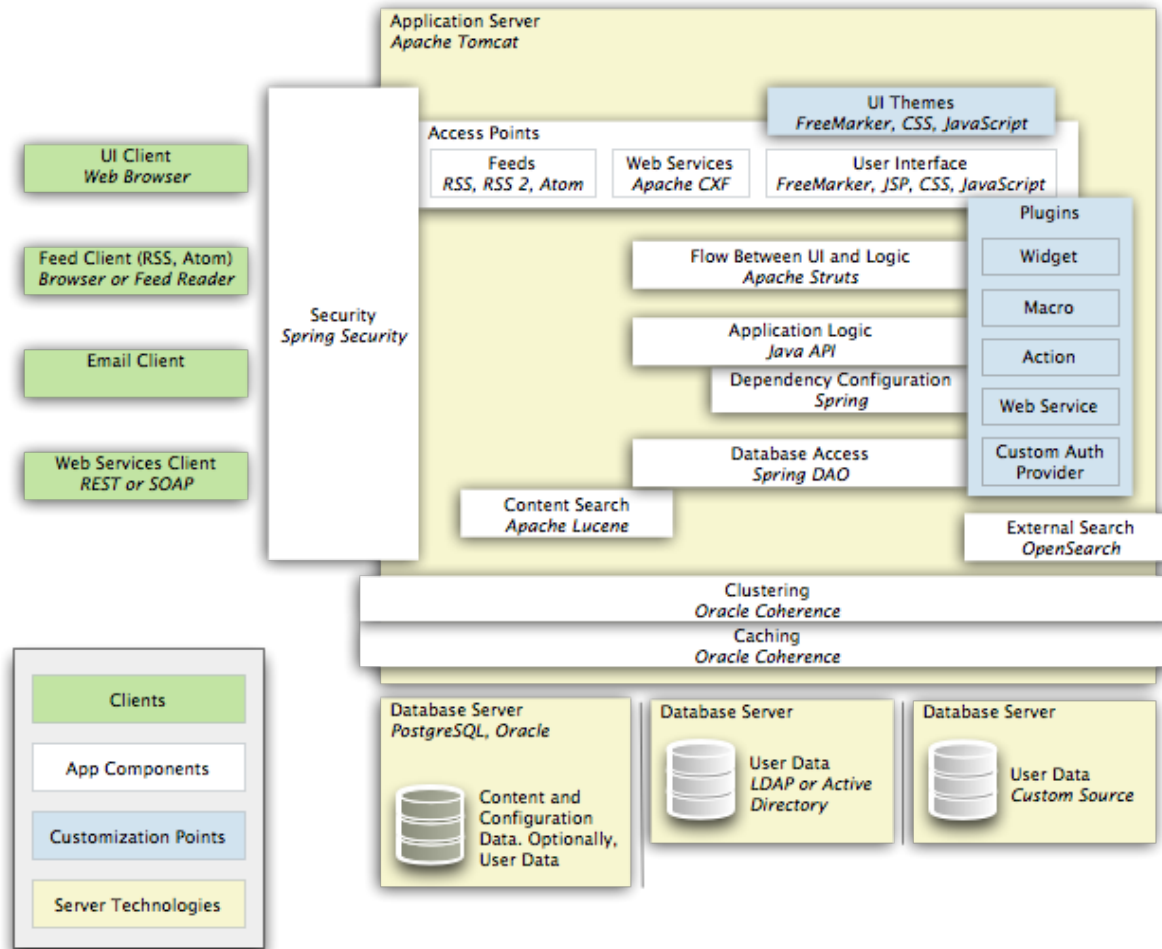 Application Server
Apache Tomcat
UI Themes
FreeMarker, CSS, JavaScript
Access Points
Feeds
RSS, RSS 2, Atom
Web Services
Apache CXF
User Interface
FreeMarker, JSP, CSS, JavaScript
UI Client
Web Browser
Feed Client (RSS, Atom)
Browser or Feed Reader
Email Client
Web Services Client
REST or SOAP
Security
Spring Security
Plugins
Widget
Macro
Action
Web Service
Custom Auth
Provider
Flow Between UI and Logic
Apache Struts
Application Logic
Java API
Dependency Configuration
Spring
Database Access
Spring DAO
Content Search
Apache Lucene
External Search
OpenSearch
Clustering
Oracle Coherence
Caching
Oracle Coherence
Clients
App Components
Customization Points
Server Technologies
Database Server
PostgreSQL, Oracle
Content and
Configuration
Data. Optionally,
User Data
Database Server
User Data
LDAP or Active
Directory
Database Server
User Data
Custom Source